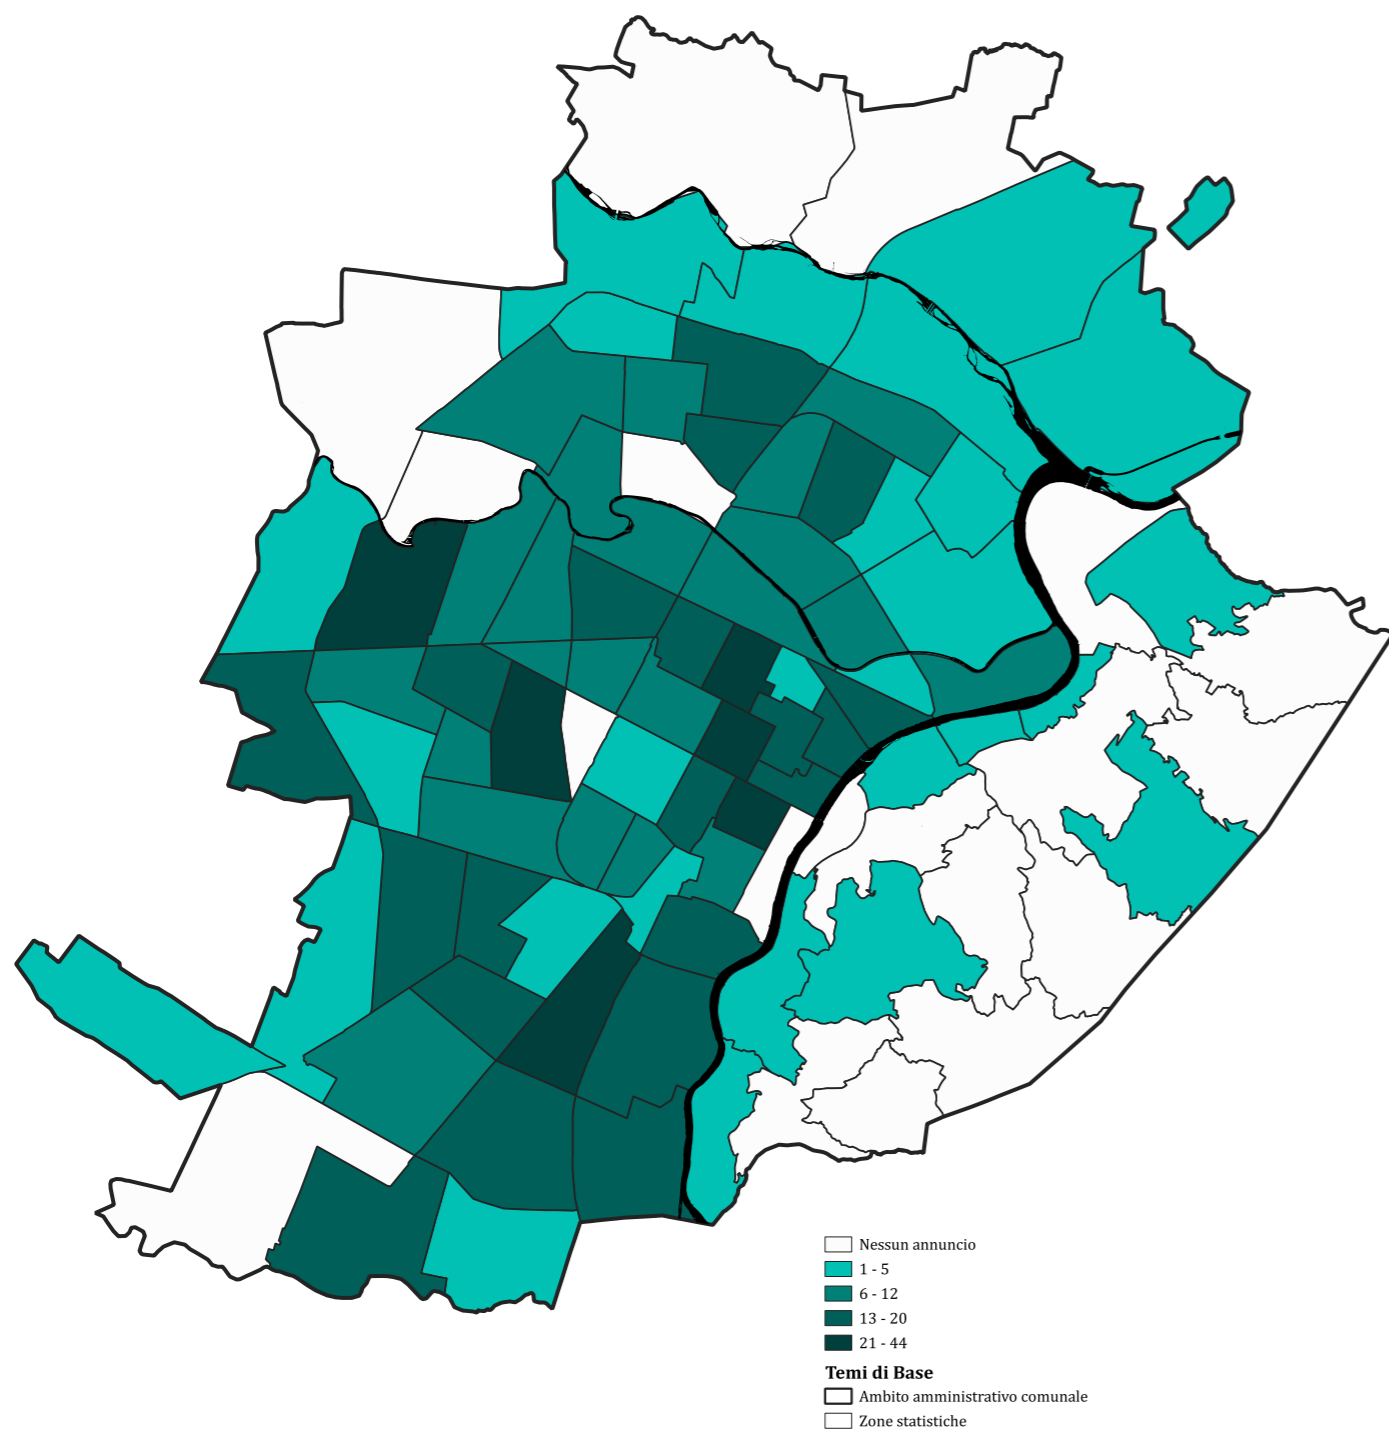 Nessun annuncio
1 - 5
6 - 12
13 - 20
21 - 44
Temi di Base
Ambito amministrativo comunale
Zone statistiche